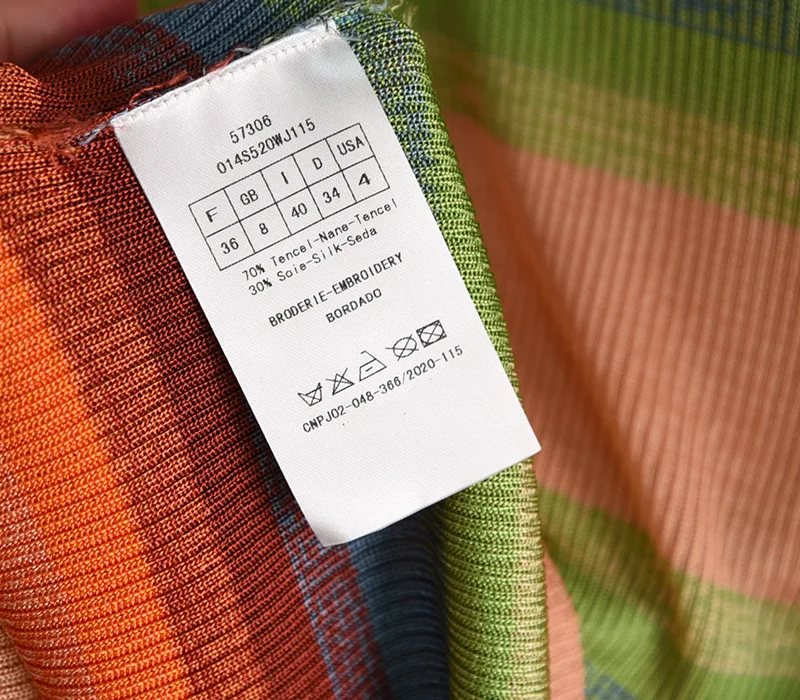 57306
014S520WJ115
F GB I D USA
36 8 40 34 4
70% Tencel-Nane-Tencel
30% Soie-Silk-Seda
BRODERIE-EMBROIDERY
BORDADO
CNPJ02-048-366/2020-115